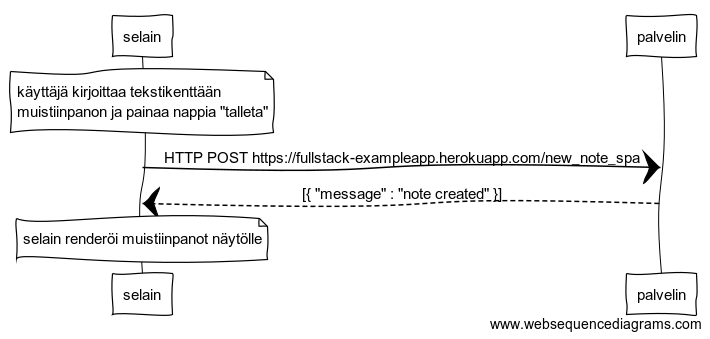 selain
palvelin
käyttäjä kirjoittaa tekstikenttään
muistiinpanon ja painaa nappia "talleta"
HTTP POST https://fullstack-exampleapp.herokuapp.com/new_note_spa
[{ "message" : "note created" }]
selain renderöi muistiinpanot näytölle
selain
palvelin
www.websequencediagrams.com